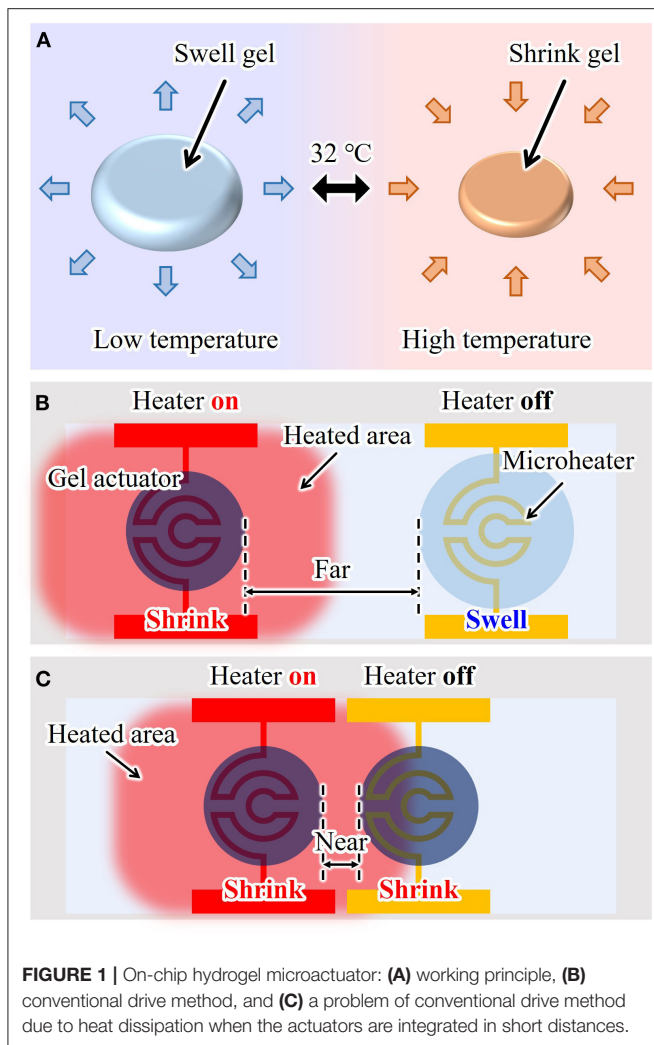 A
Swell gel
Shrink gel
32 °C
Low temperature
High temperature
B
Heater on
Heater off
Heated area
Microheater
Gel actuator
Far
Shrink
Swell
C
Heater on
Heater off
Heated area
Near
Shrink
Shrink
FIGURE 1 | On-chip hydrogel microactuator: (A) working principle, (B)
conventional drive method, and (C) a problem of conventional drive method
due to heat dissipation when the actuators are integrated in short distances.